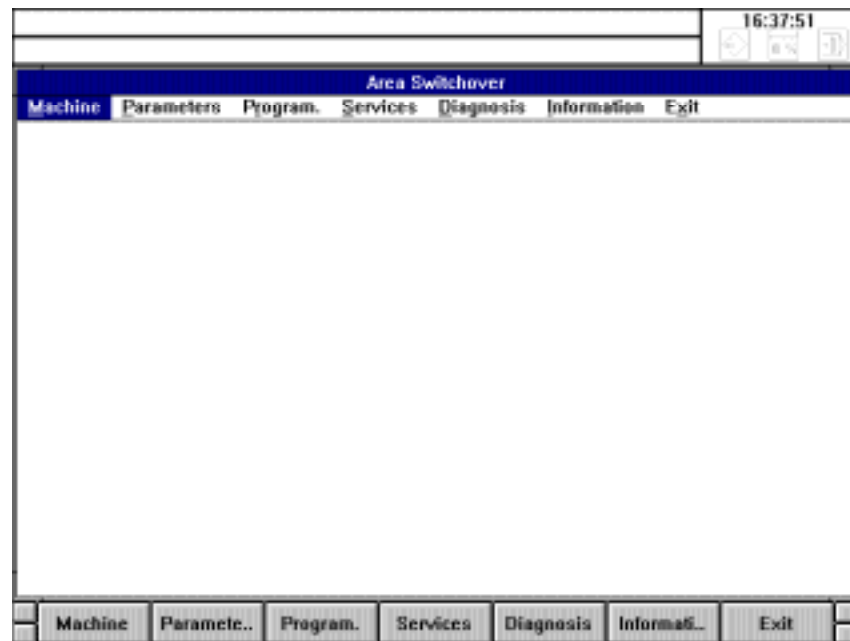 16:37:51
Area Switchover
Machine Parameters Program. Services Diagnosis Information Exit
Machine Paramete.. Program. Services Diagnosis Informati.. Exit